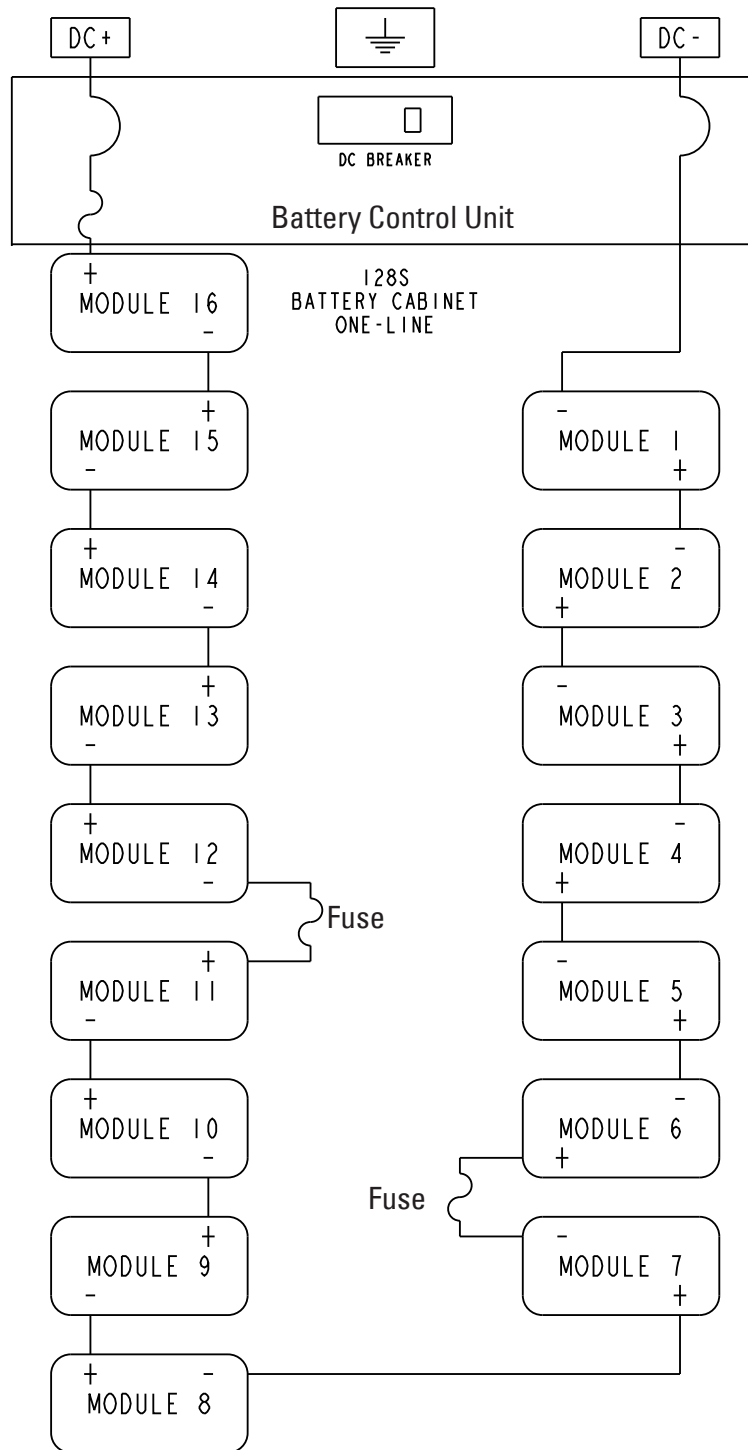 DC+
DC-
DC BREAKER
Battery Control Unit
128S
BATTERY CABINET
ONE-LINE
+
MODULE 16
-
+
MODULE 15
-
-
MODULE 1
+
+
MODULE 14
-
-
MODULE 2
+
+
MODULE 13
-
-
MODULE 3
+
+
MODULE 12
-
-
MODULE 4
+
Fuse
+
MODULE 11
-
-
MODULE 5
+
+
MODULE 10
-
-
MODULE 6
+
Fuse
+
MODULE 9
-
-
MODULE 7
+
+ -
MODULE 8